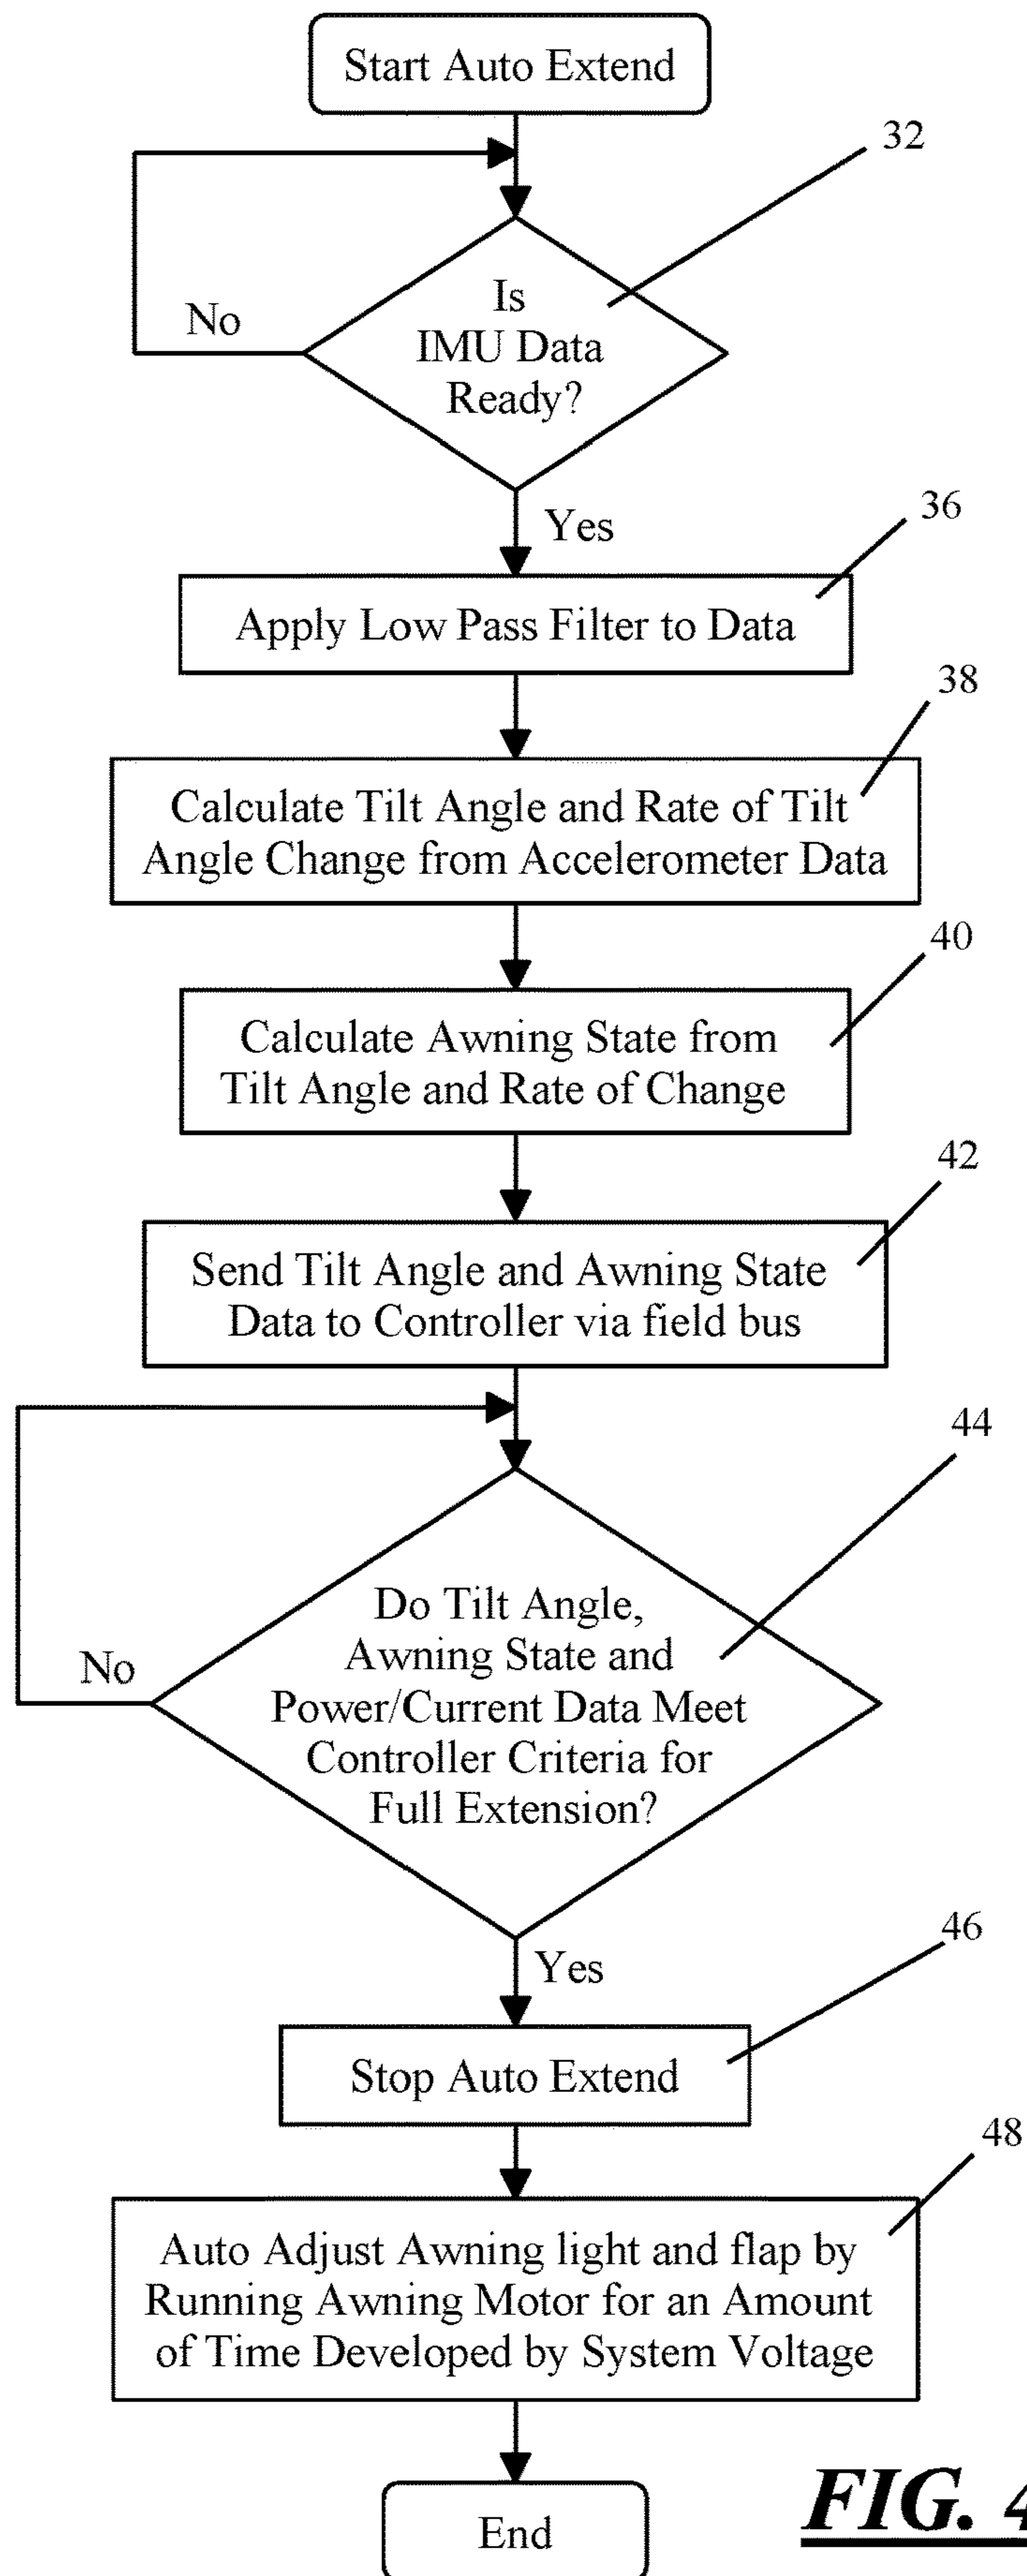 Start Auto Extend
32
Is
IMU Data
Ready?
No
Yes
36
Apply Low Pass Filter to Data
38
Calculate Tilt Angle and Rate of Tilt
Angle Change from Accelerometer Data
40
Calculate Awning State from
Tilt Angle and Rate of Change
42
Send Tilt Angle and Awning State
Data to Controller via field bus
44
Do Tilt Angle,
Awning State and
Power/Current Data Meet
Controller Criteria for
Full Extension?
No
Yes
46
Stop Auto Extend
48
Auto Adjust Awning light and flap by
Running Awning Motor for an Amount
of Time Developed by System Voltage
End
FIG. 4